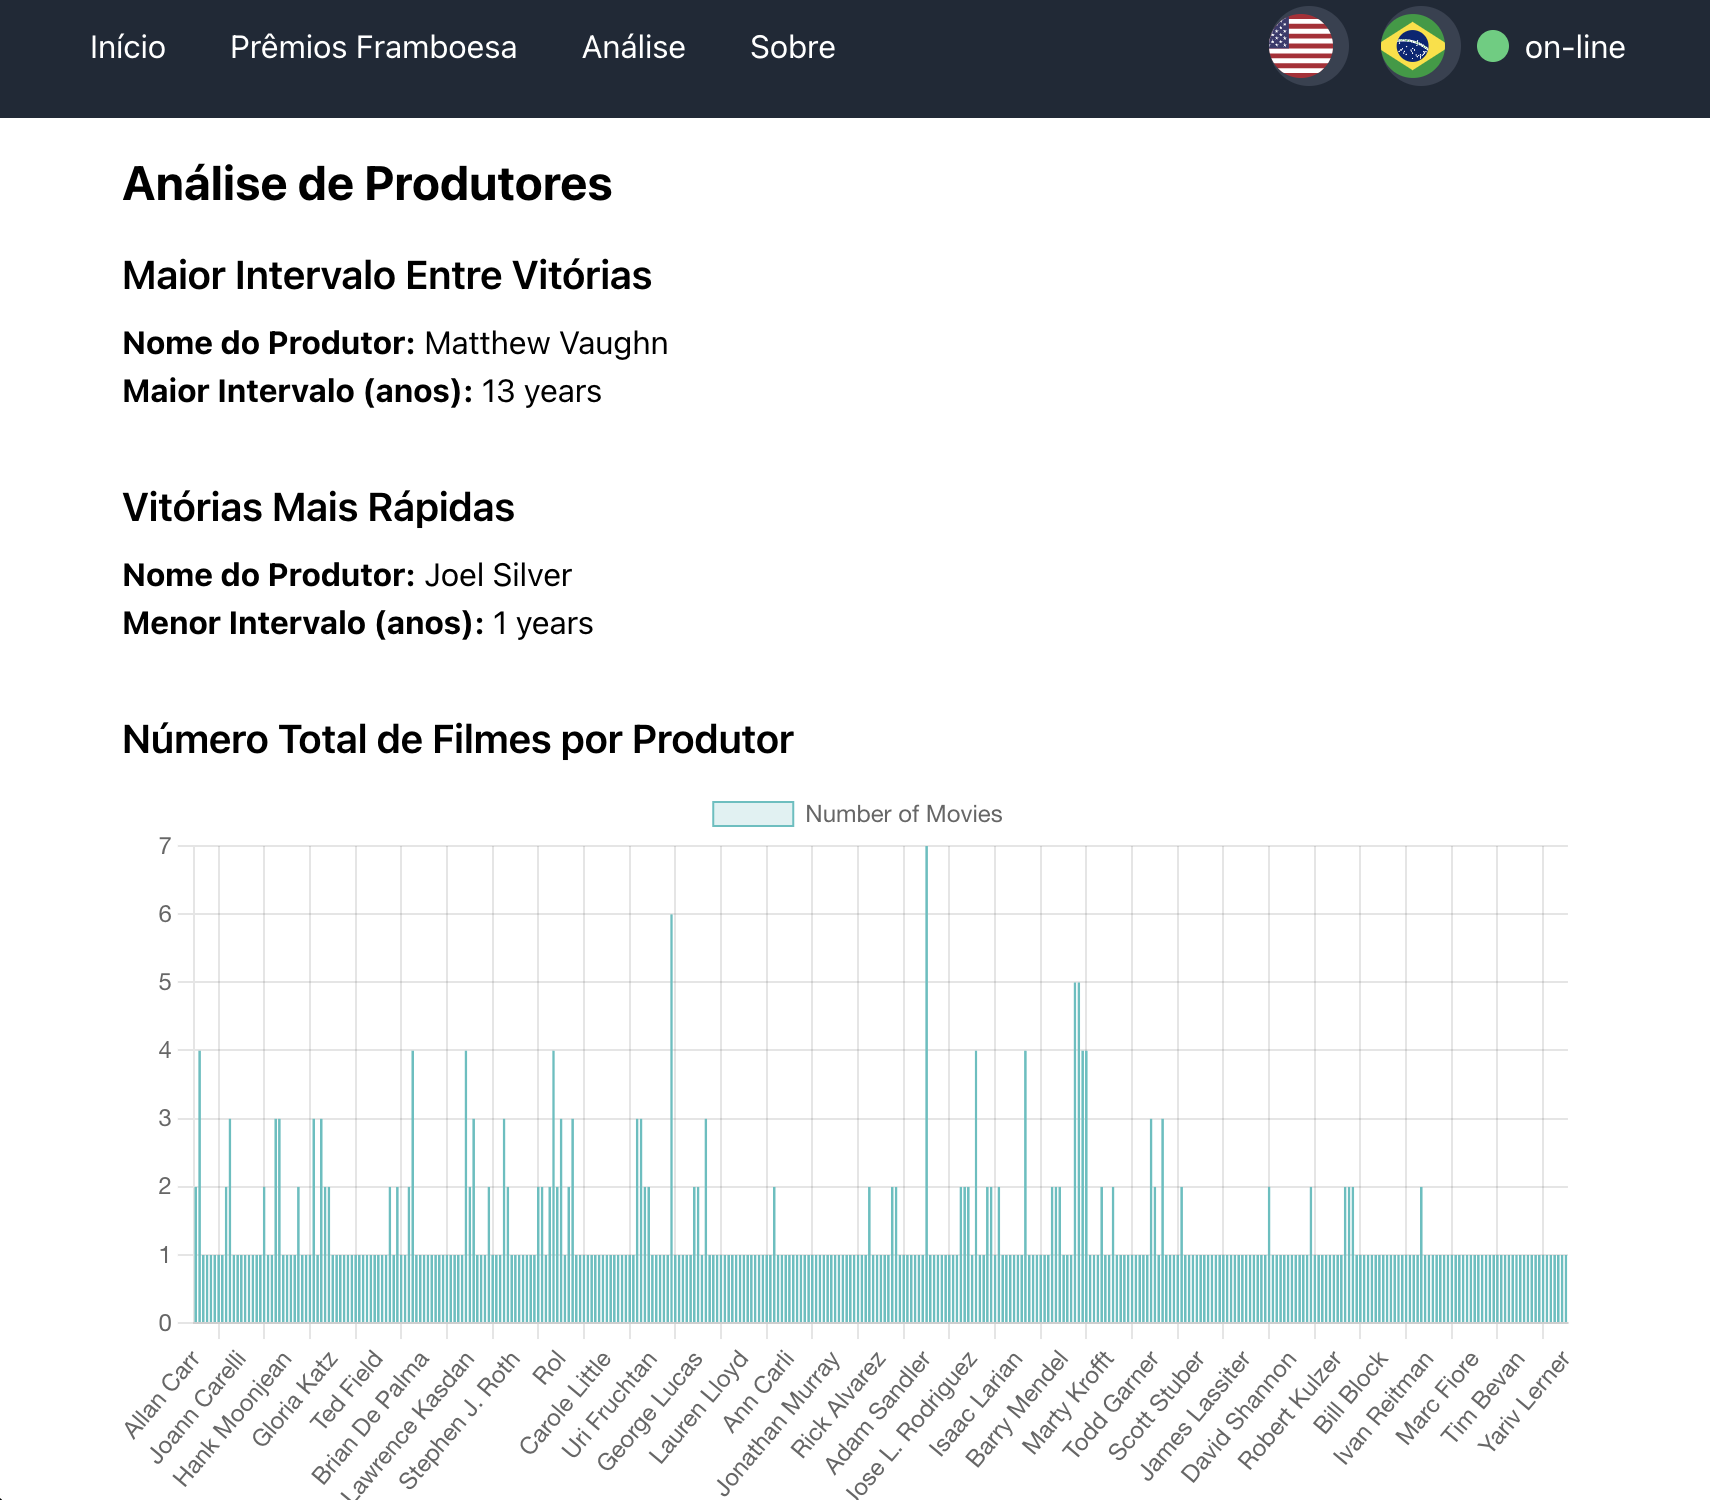 Início Prêmios Framboesa Análise Sobre on-line
Análise de Produtores
Maior Intervalo Entre Vitórias
Nome do Produtor: Matthew Vaughn
Maior Intervalo (anos): 13 years
Vitórias Mais Rápidas
Nome do Produtor: Joel Silver
Menor Intervalo (anos): 1 years
Número Total de Filmes por Produtor
Number of Movies
7
6
5
4
3
2
1
0
Allan Carr
Joann Carelli
Hank Moonjean
Gloria Katz
Ted Field
Brian De Palma
Lawrence Kasdan
Stephen J. Roth
Rol
Carole Little
Uri Fruchtan
George Lucas
Lauren Lloyd
Ann Carli
Jonathan Murray
Rick Alvarez
Adam Sandler
Jose L. Rodriguez
Isaac Larian
Barry Mendel
Marty Krofft
Todd Garner
Scott Stuber
James Lassiter
David Shannon
Robert Kulzer
Bill Block
Ivan Reitman
Marc Fiore
Tim Bevan
Yariv Lerner